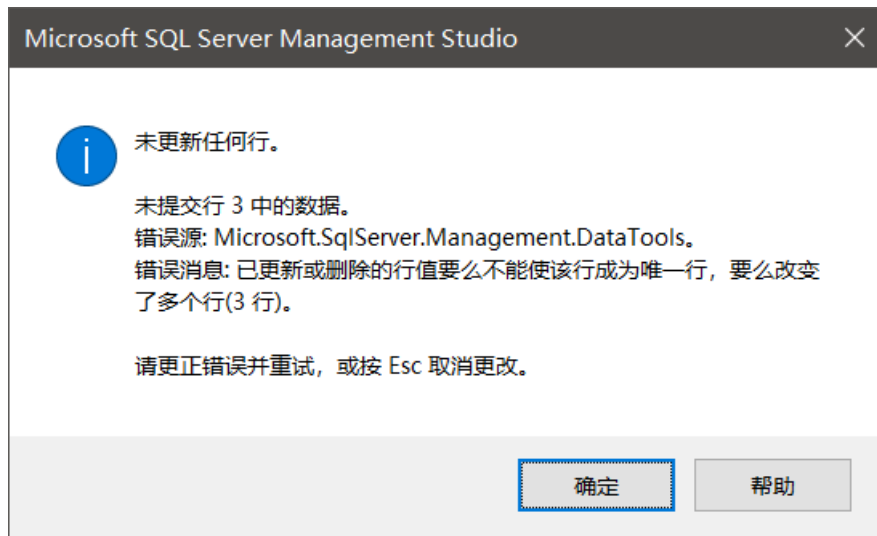 Microsoft SQL Server Management Studio
未更新任何行。
未提交行 3 中的数据。
错误源: Microsoft.SqlServer.Management.DataTools。
错误消息: 已更新或删除的行值要么不能使该行成为唯一行，要么改变
了多个行(3 行)。
请更正错误并重试，或按 Esc 取消更改。
确定
帮助